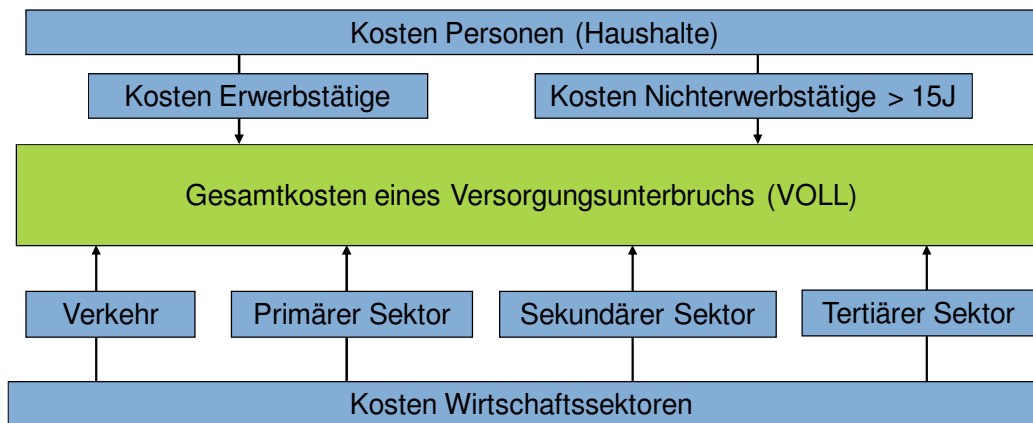 Kosten Personen (Haushalte)
Kosten Erwerbstätige
Kosten Nichterwerbstätige > 15J
Gesamtkosten eines Versorgungsunterbruchs (VOLL)
Verkehr
Primärer Sektor
Sekundärer Sektor
Tertiärer Sektor
Kosten Wirtschaftssektoren